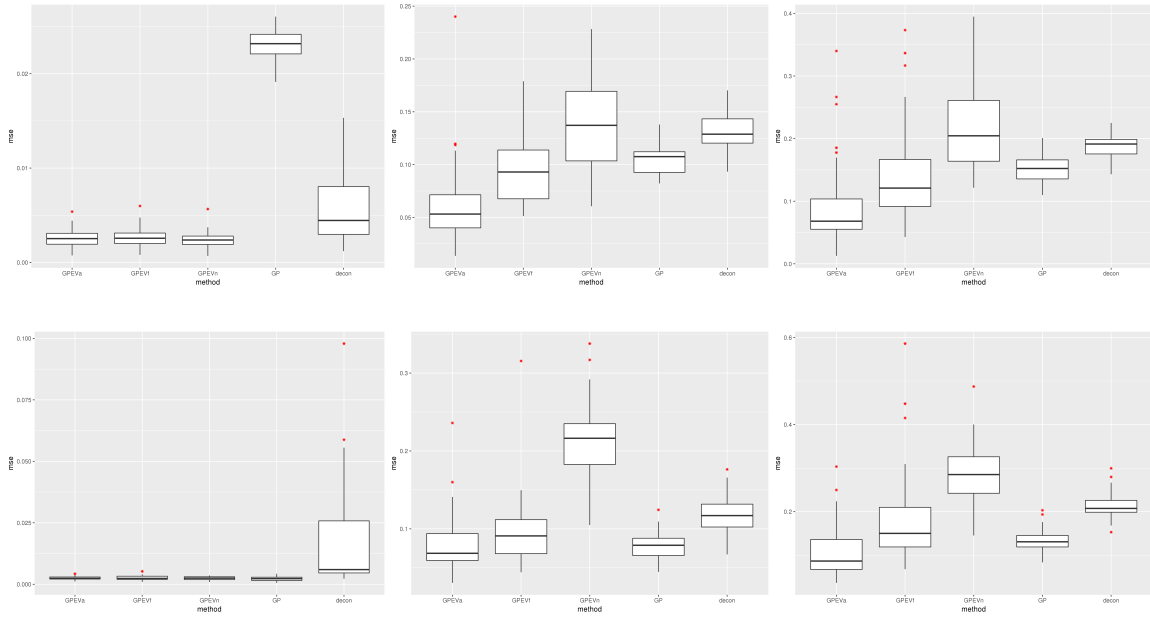 0.02
0.01
0.00
mse
GPEVa GPEVf GPEVn GP decon
method
0.25
0.20
0.15
0.10
0.05
mse
GPEVa GPEVf GPEVn GP decon
method
0.4
0.3
0.2
0.1
0.0
mse
GPEVa GPEVf GPEVn GP decon
method
0.100
0.075
0.050
0.025
0.000
mse
GPEVa GPEVf GPEVn GP decon
method
0.3
0.2
0.1
mse
GPEVa GPEVf GPEVn GP decon
method
0.6
0.4
0.2
mse
GPEVa GPEVf GPEVn GP decon
method